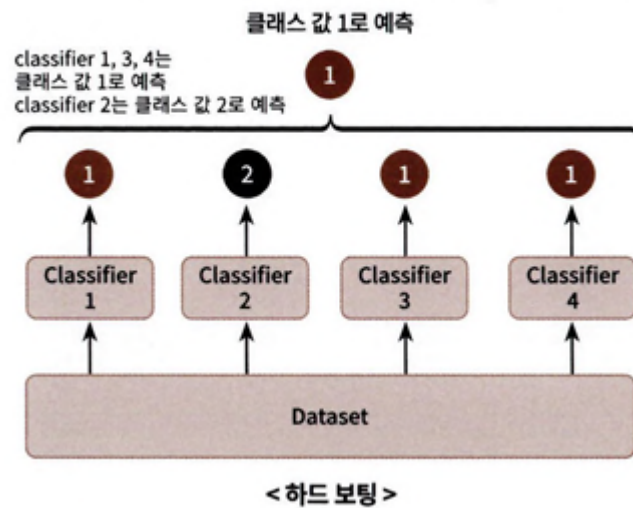 클래스 값 1로 예측
classifier 1, 3, 4는
클래스 값 1로 예측
classifier 2는 클래스 값 2로 예측
1
1
2
1
1
Classifier
1
Classifier
2
Classifier
3
Classifier
4
Dataset
< 하드 보팅 >